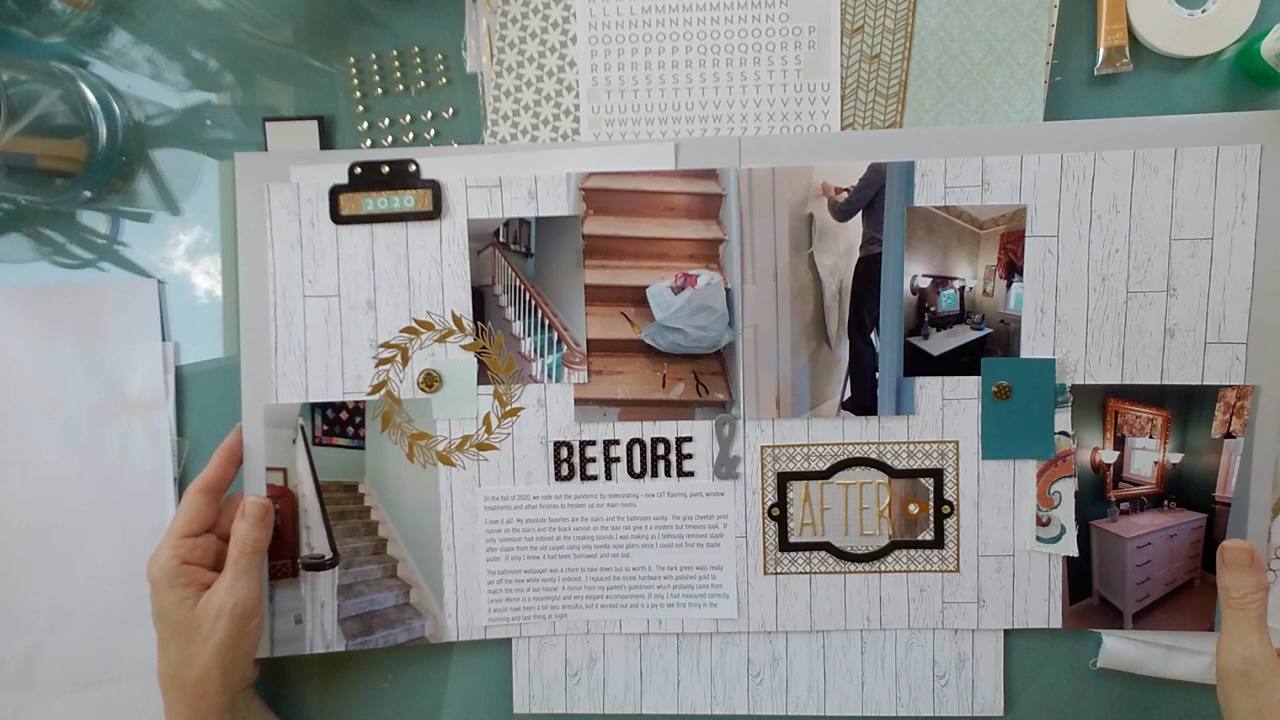 L L L L M M M M M M M M
N N N N N N N N N N N O
O O O O O O O O O O O P
P P P P P Q Q Q Q Q R R
S S S S S S S S T T T
T T T T T T U U
U U U U V V V V V V
W W W W W W X X X X X Y Y
Y Y Y Y Y Z Z Z Z
2020
BEFORE &
AFTER
In the fall of 2020, we rode out the pandemic by redecorating – new LVT flooring, paint, window
treatments and other finishes to freshen up our main rooms.
I love it all! My absolute favorites are the stairs and the bathroom vanity. The gray cheetah print
runner on the stairs and the black varnish on the stair rail give it a modern but timeless look. If
only 'someone' had noticed all the creaking sounds I was making as I tediously removed staple
after staple from the old carpet using only needle nose pliers since I could not find my staple
puller. If only I knew, it had been 'borrowed' and not lost.
The bathroom wallpaper was a chore to take down but so worth it. The dark green walls really
set off the new white vanity I ordered. I replaced the nickel hardware with polished gold to
match the rest of our house. A mirror from my parent's guestroom which probably came from
Lenoir Mirror is a meaningful and very elegant accompaniment. If only, I had measured correctly,
it would have been a bit less stressful, but it worked out and is a joy to see first thing in the
morning and last thing at night.